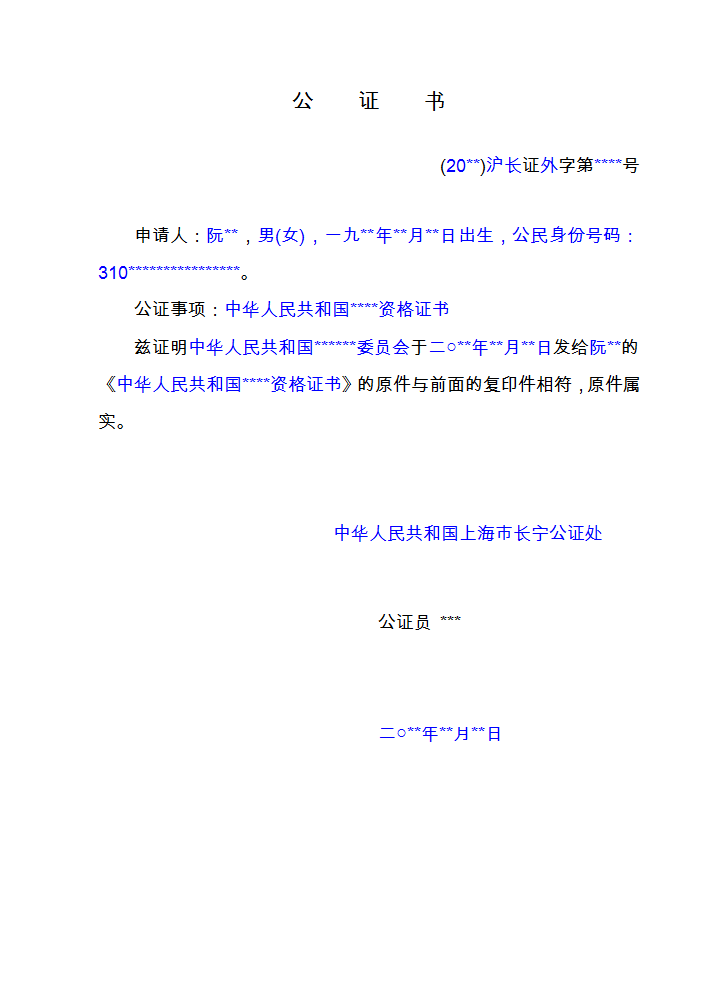 公 证 书
(20**)沪长证外字第****号
申请人：阮**，男(女)，一九**年**月**日出生，公民身份号码：
310****************。
公证事项：中华人民共和国****资格证书
兹证明中华人民共和国******委员会于二○**年**月**日发给阮**的
《中华人民共和国****资格证书》的原件与前面的复印件相符，原件属
实。
中华人民共和国上海市长宁公证处
公证员 ***
二○**年**月**日